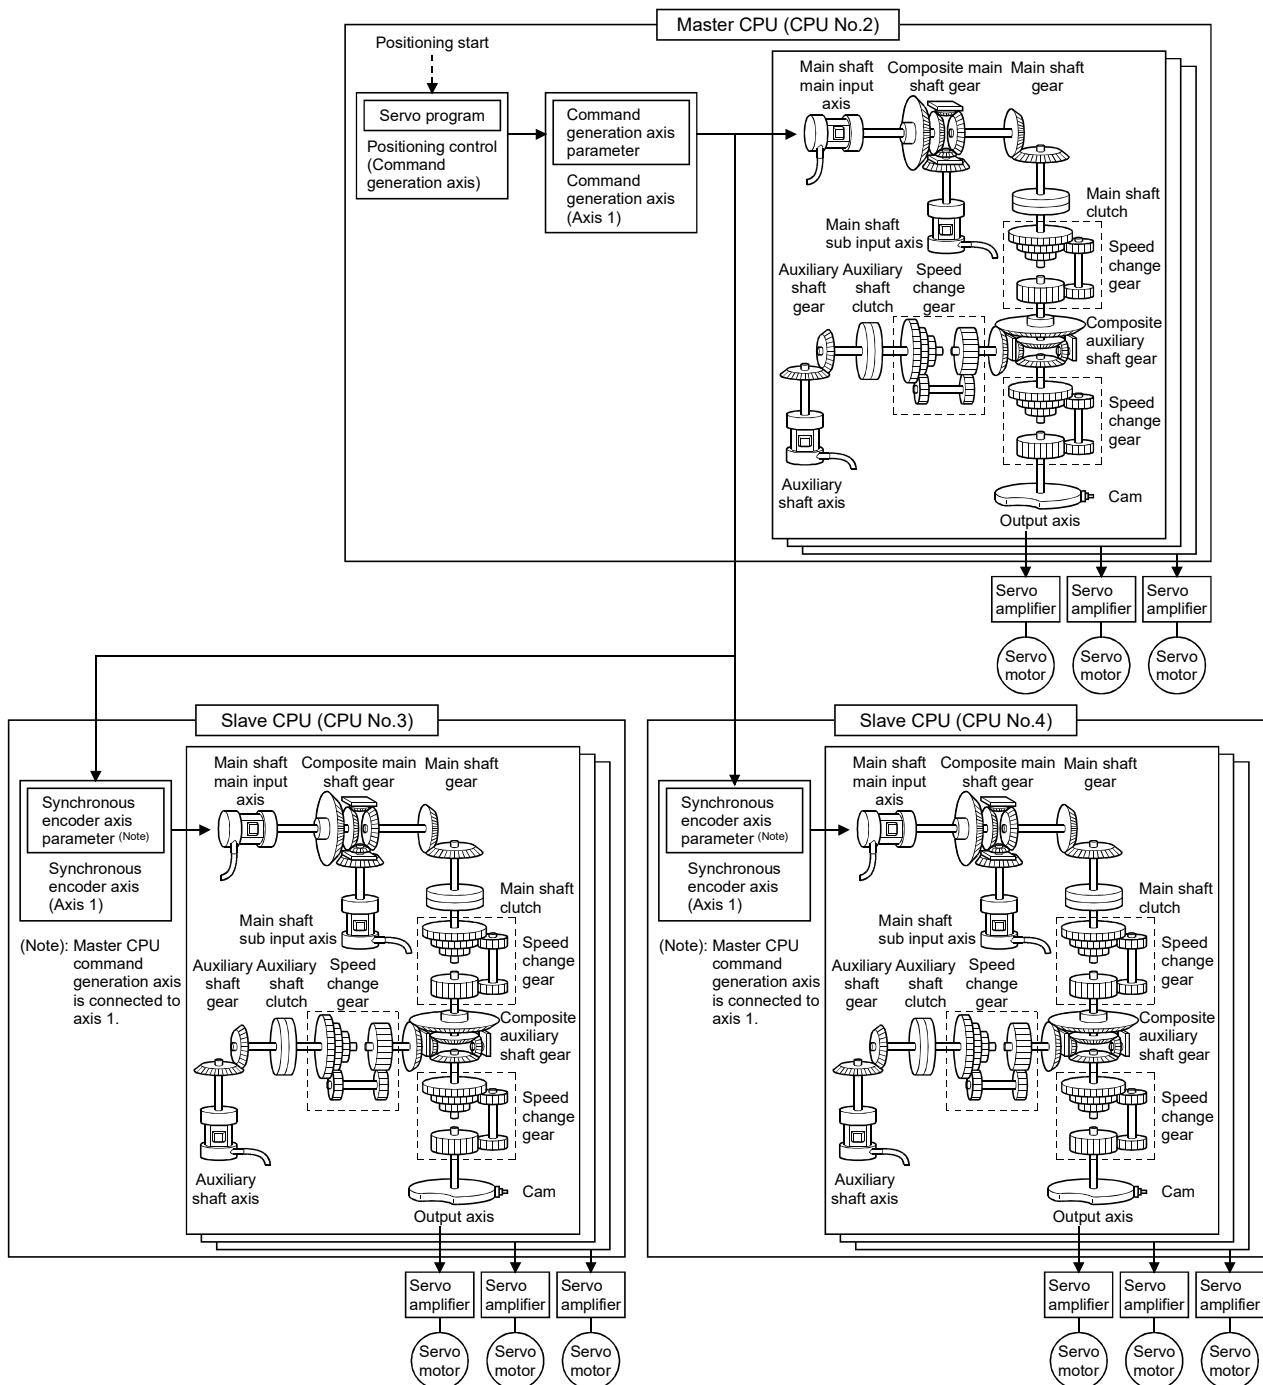 Master CPU (CPU No.2)
Positioning start
Servo program
Positioning control
(Command
generation axis)
Command
generation axis
parameter
Command
generation axis
(Axis 1)
Main shaft
main input
axis
Composite main
shaft gear
Main shaft
gear
Main shaft
clutch
Main shaft
sub input axis
Speed
change
gear
Auxiliary
shaft
gear
Auxiliary
shaft
clutch
Speed
change
gear
Composite
auxiliary
shaft gear
Speed
change
gear
Auxiliary
shaft axis
Cam
Output axis
Servo
amplifier
Servo
amplifier
Servo
amplifier
Servo
motor
Servo
motor
Servo
motor
Slave CPU (CPU No.3)
Synchronous
encoder axis
parameter (Note)
Synchronous
encoder axis
(Axis 1)
(Note): Master CPU
command
generation axis
is connected to
axis 1.
Main shaft
main input
axis
Composite main
shaft gear
Main shaft
gear
Main shaft
clutch
Main shaft
sub input axis
Speed
change
gear
Auxiliary
shaft
gear
Auxiliary
shaft
clutch
Speed
change
gear
Composite
auxiliary
shaft gear
Speed
change
gear
Auxiliary
shaft axis
Cam
Output axis
Servo
amplifier
Servo
amplifier
Servo
amplifier
Servo
motor
Servo
motor
Servo
motor
Slave CPU (CPU No.4)
Synchronous
encoder axis
parameter (Note)
Synchronous
encoder axis
(Axis 1)
(Note): Master CPU
command
generation axis
is connected to
axis 1.
Main shaft
main input
axis
Composite main
shaft gear
Main shaft
gear
Main shaft
clutch
Main shaft
sub input axis
Speed
change
gear
Auxiliary
shaft
gear
Auxiliary
shaft
clutch
Speed
change
gear
Composite
auxiliary
shaft gear
Speed
change
gear
Auxiliary
shaft axis
Cam
Output axis
Servo
amplifier
Servo
amplifier
Servo
amplifier
Servo
motor
Servo
motor
Servo
motor